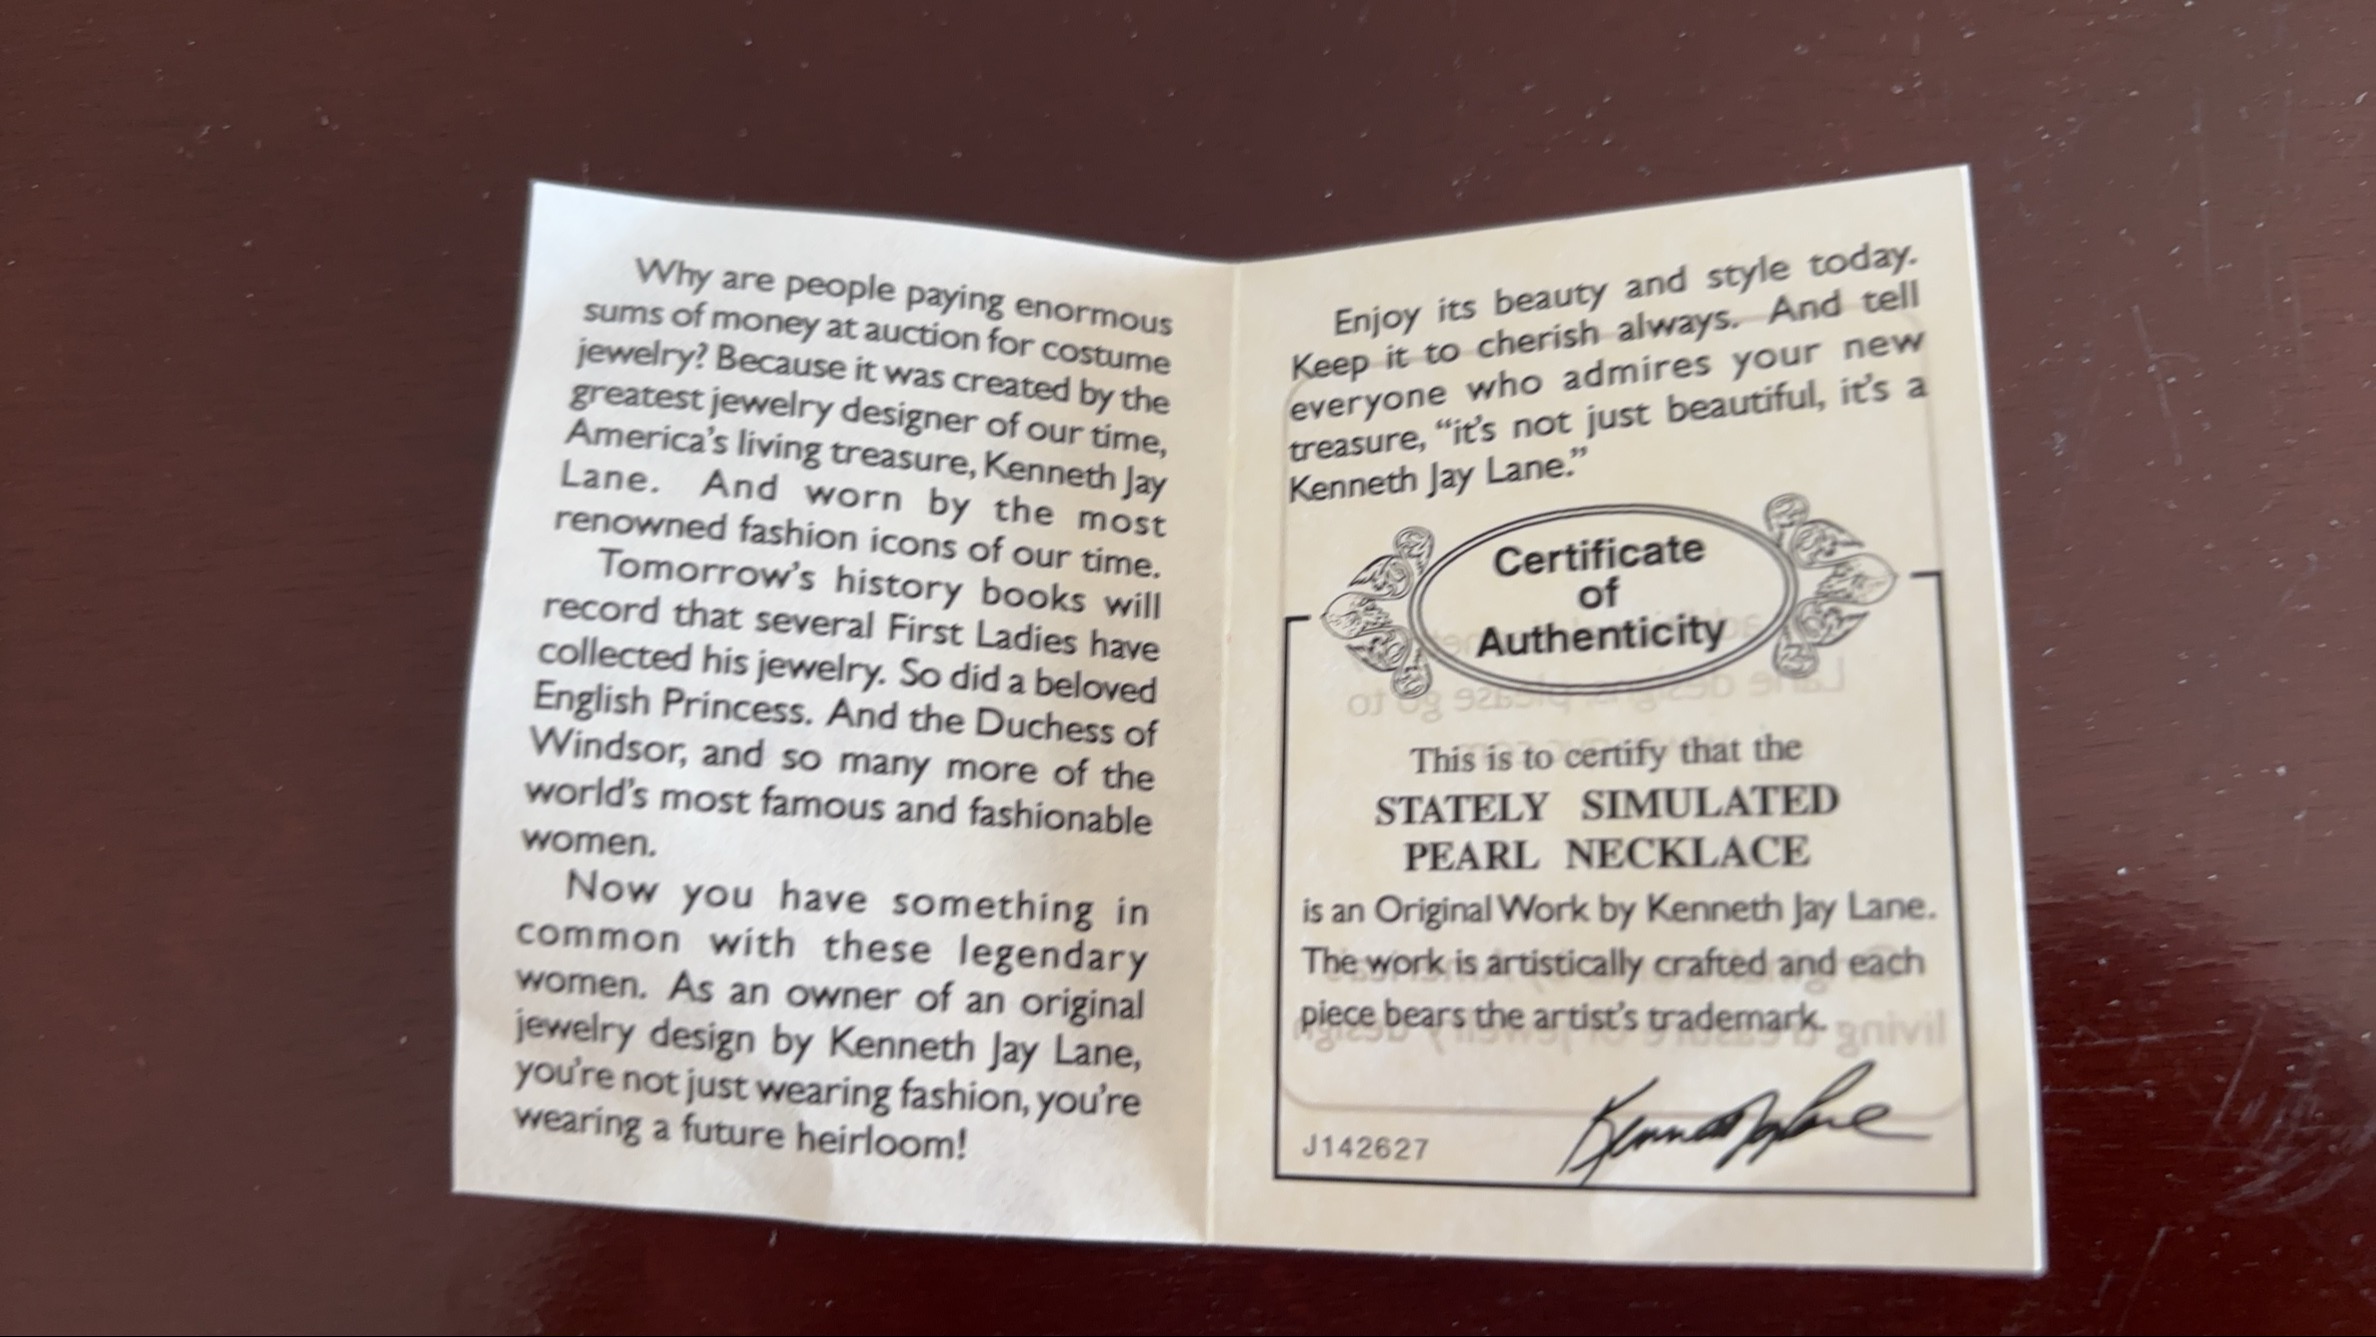 Why are people paying enormous
sums of money at auction for costume
jewelry? Because it was created by the
greatest jewelry designer of our time,
America's living treasure, Kenneth Jay
Lane. And worn by the most
renowned fashion icons of our time.
Tomorrow's history books will
record that several First Ladies have
collected his jewelry. So did a beloved
English Princess. And the Duchess of
Windsor, and so many more of the
world's most famous and fashionable
women.
Now you have something in
common with these legendary
women. As an owner of an original
jewelry design by Kenneth Jay Lane,
you're not just wearing fashion, you're
wearing a future heirloom!
Enjoy its beauty and style today.
Keep it to cherish always. And tell
everyone who admires your new
treasure, "it's not just beautiful, it's a
Kenneth Jay Lane."
Certificate
of
Authenticity
This is to certify that the
STATELY SIMULATED
PEARL NECKLACE
is an Original Work by Kenneth Jay Lane.
The work is artistically crafted and each
piece bears the artist's trademark.
Kenneth Jay Lane
J142627